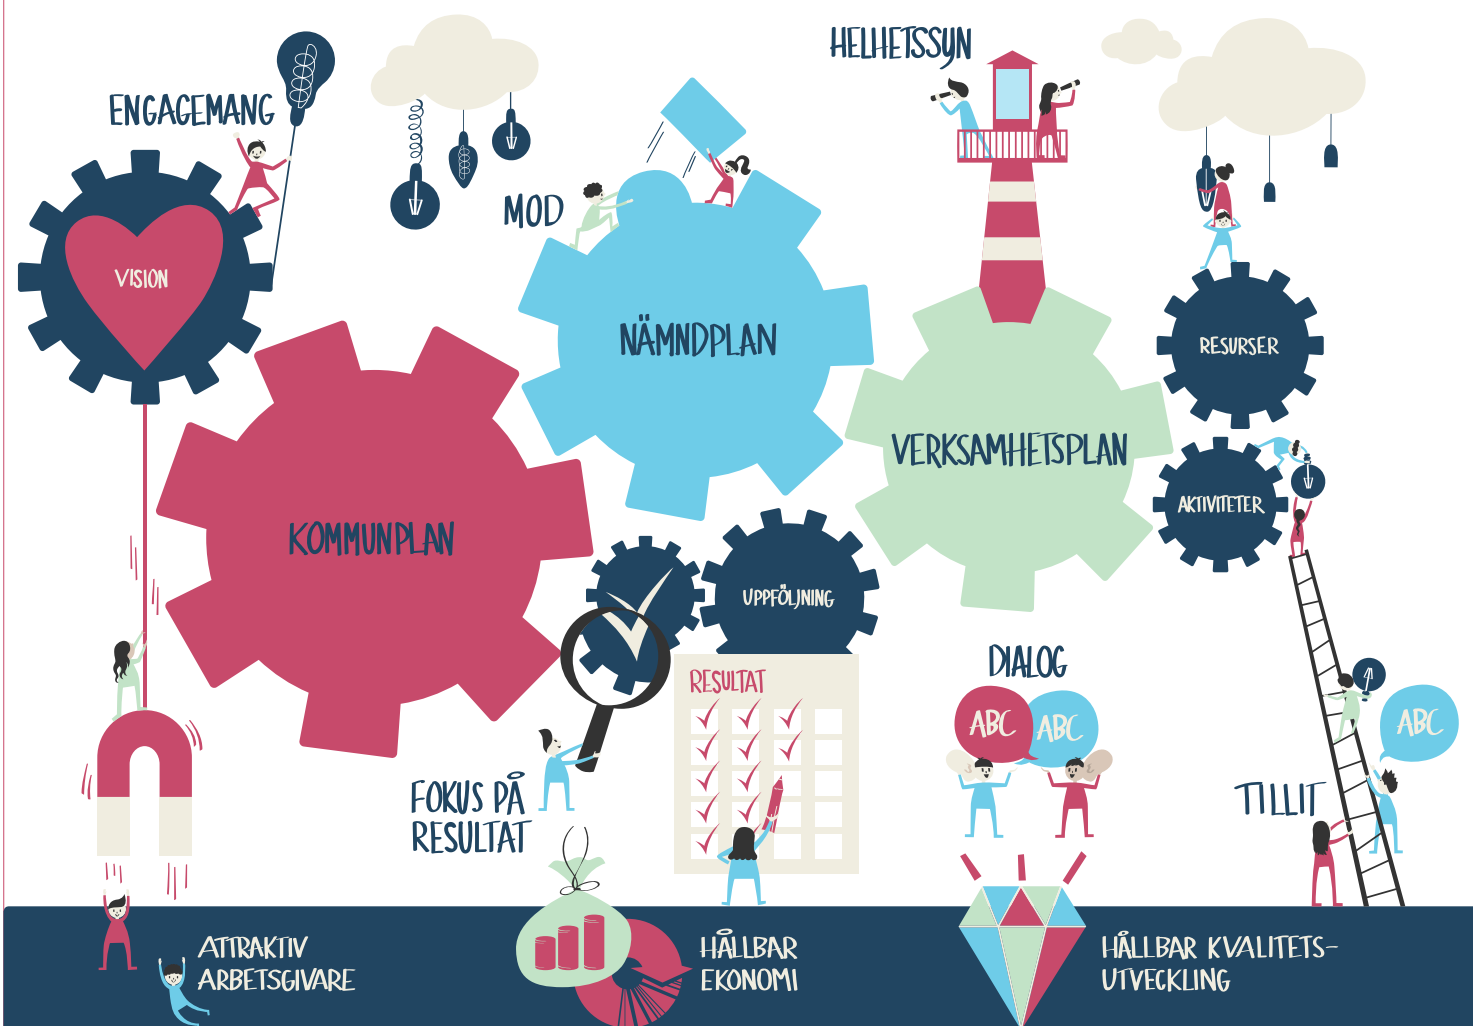 ENGAGEMANG
HELHETSSYN
MOD
VISION
NÄMNDPLAN
RESURSER
VERKSAMHETSPLAN
AKTIVITETER
KOMMUNPLAN
UPPFÖLJNING
RESULTAT
DIALOG
ABC
ABC
ABC
FOKUS PÅ
RESULTAT
TILLIT
ATTRAKTIV
ARBETSGIVARE
HÅLLBAR
EKONOMI
HÅLLBAR KVALITETS-
UTVECKLING